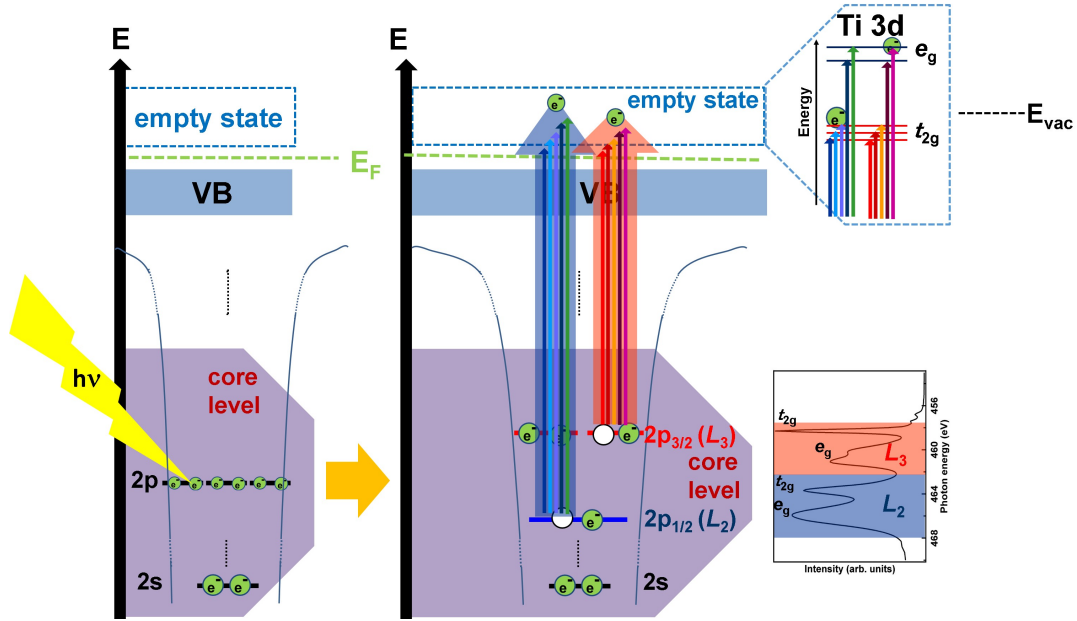 E
empty state
E_F
VB
hν
core
level
2p
e⁻ e⁻ e⁻ e⁻ e⁻ e⁻
2s
e⁻ e⁻
E
empty state
e⁻ e⁻
VB
e⁻ e⁻ e⁻
2p3/2 (L3)
core
level
2p1/2 (L2)
e⁻
2s
e⁻ e⁻
Ti 3d
e⁻
eg
Energy
e⁻
t2g
Evac
t2g
eg
L3
t2g
eg
L2
456
460
464
468
Photon energy (eV)
Intensity (arb. units)